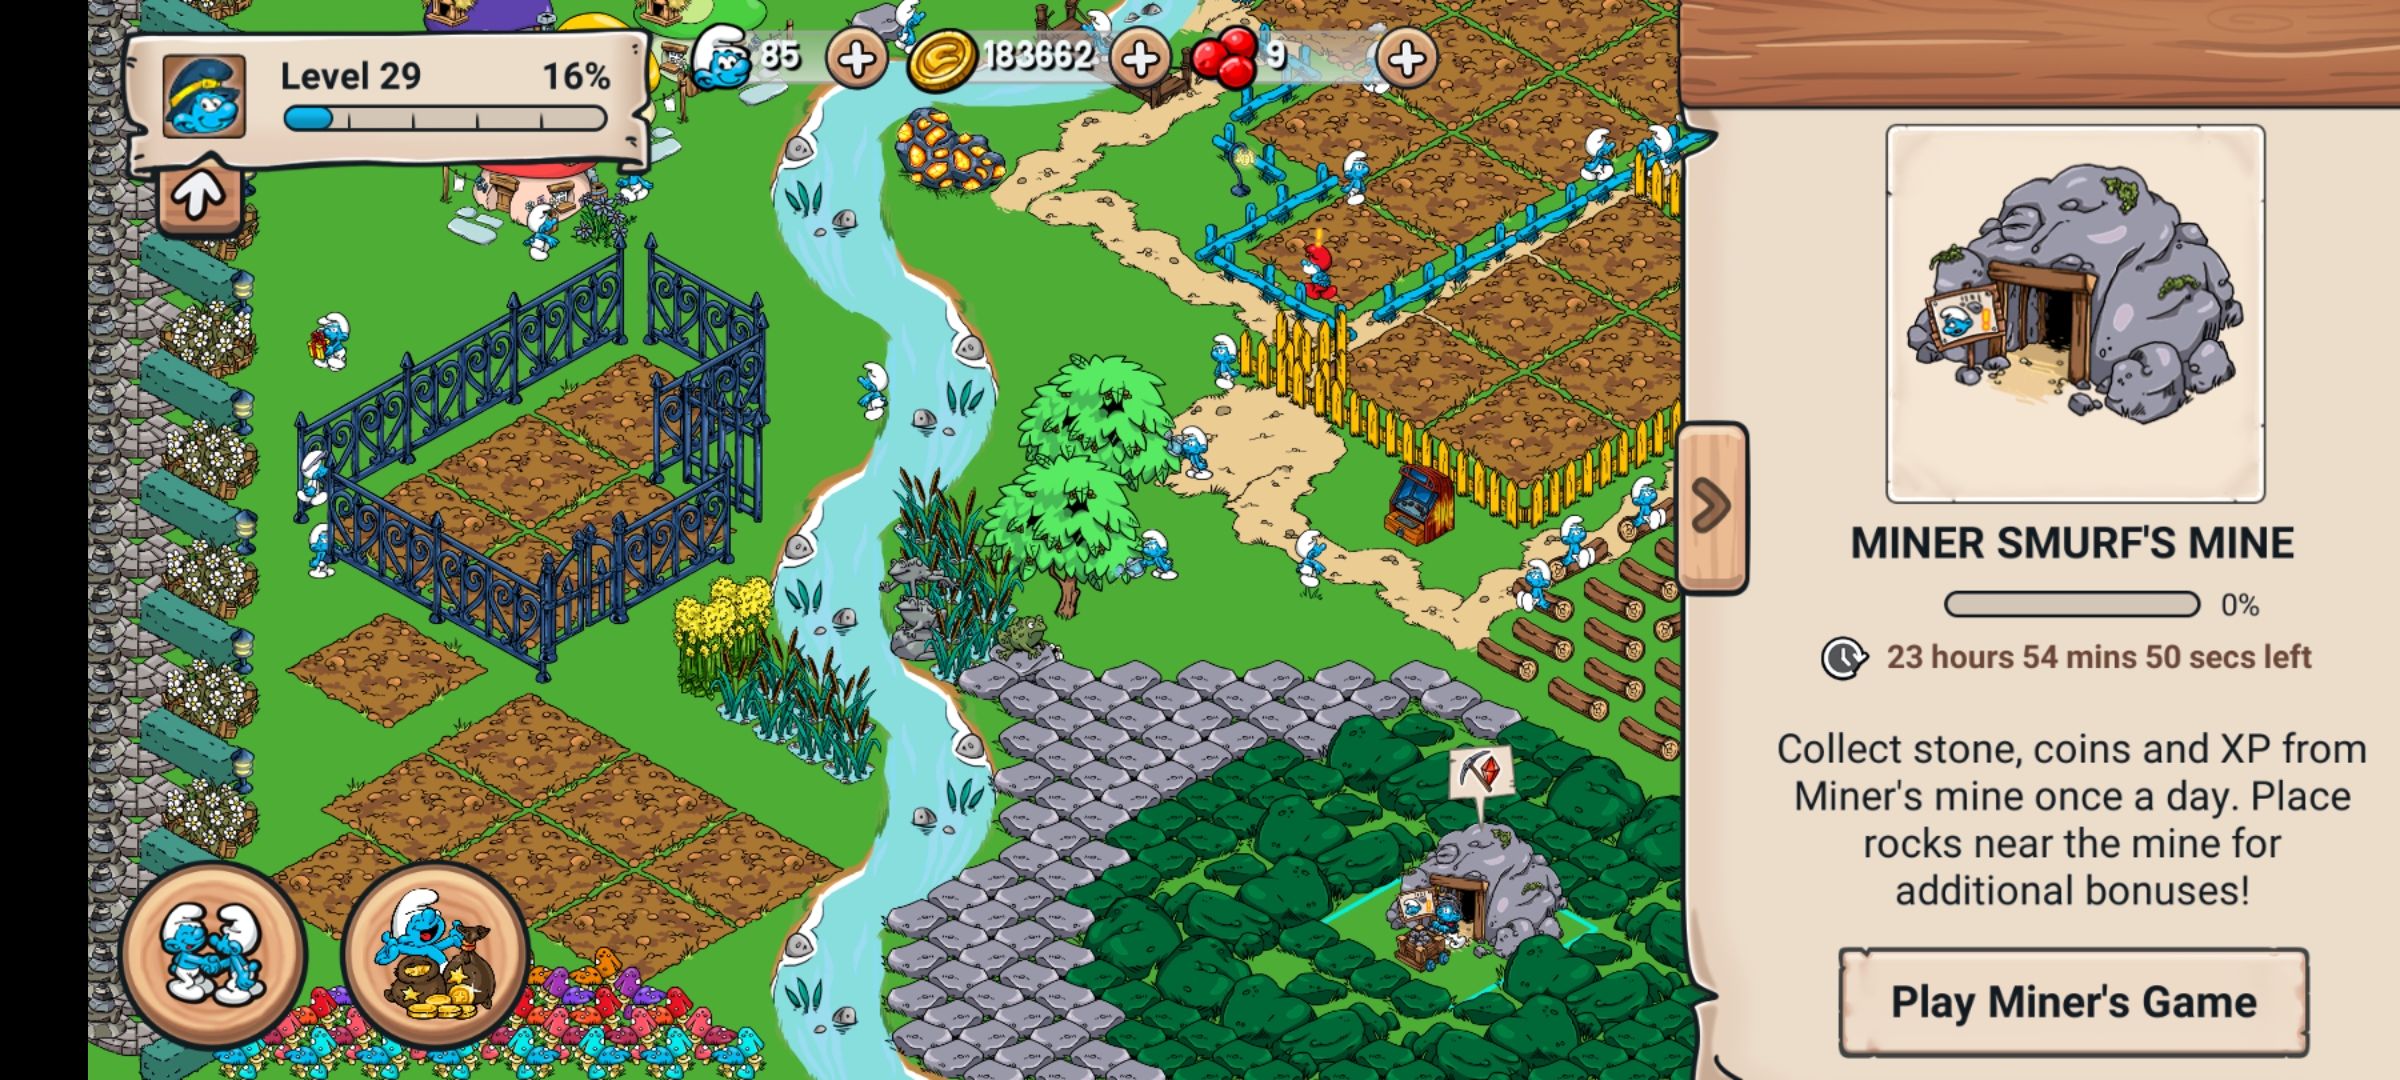 Level 29 16%
85
183662
9
MINER SMURF'S MINE
0%
23 hours 54 mins 50 secs left
Collect stone, coins and XP from
Miner's mine once a day. Place
rocks near the mine for
additional bonuses!
Play Miner's Game